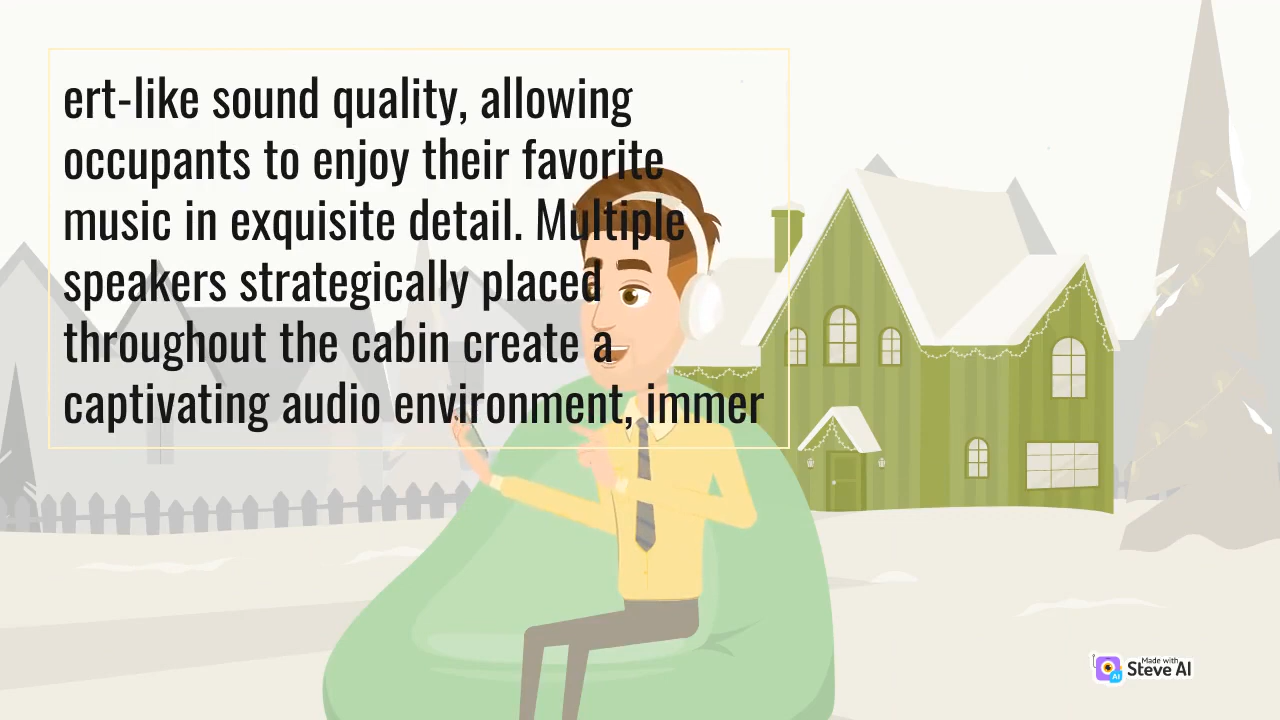 ert-like sound quality, allowing
occupants to enjoy their favorite
music in exquisite detail. Multiple
speakers strategically placed
throughout the cabin create a
captivating audio environment, immer
Made with
Steve AI
AI